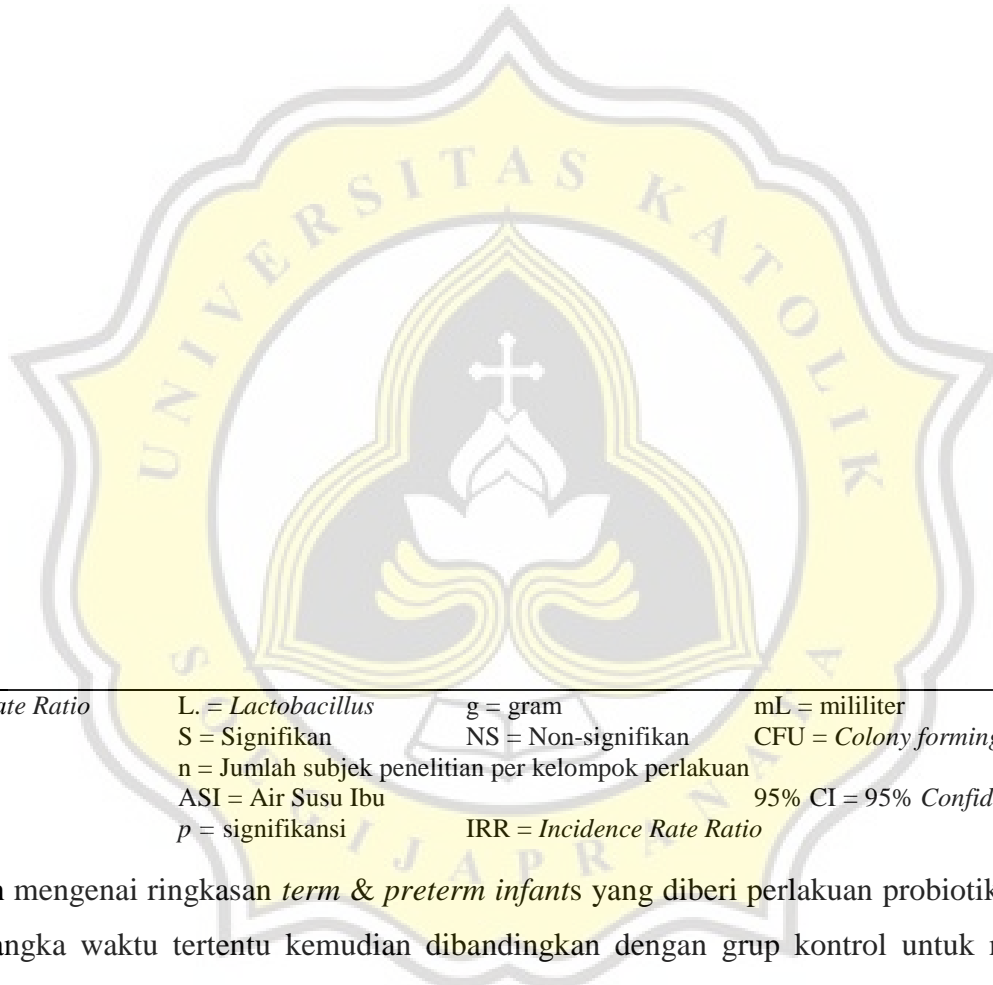 UNIVERSITAS KATOLIK
SOEGIJAPRANATA
ate Ratio L. = Lactobacillus g = gram mL = mililiter
S = Signifikan NS = Non-signifikan CFU = Colony forming
n = Jumlah subjek penelitian per kelompok perlakuan
ASI = Air Susu Ibu 95% CI = 95% Confid
p = signifikansi IRR = Incidence Rate Ratio
mengenai ringkasan term & preterm infants yang diberi perlakuan probiotik
angka waktu tertentu kemudian dibandingkan dengan grup kontrol untuk